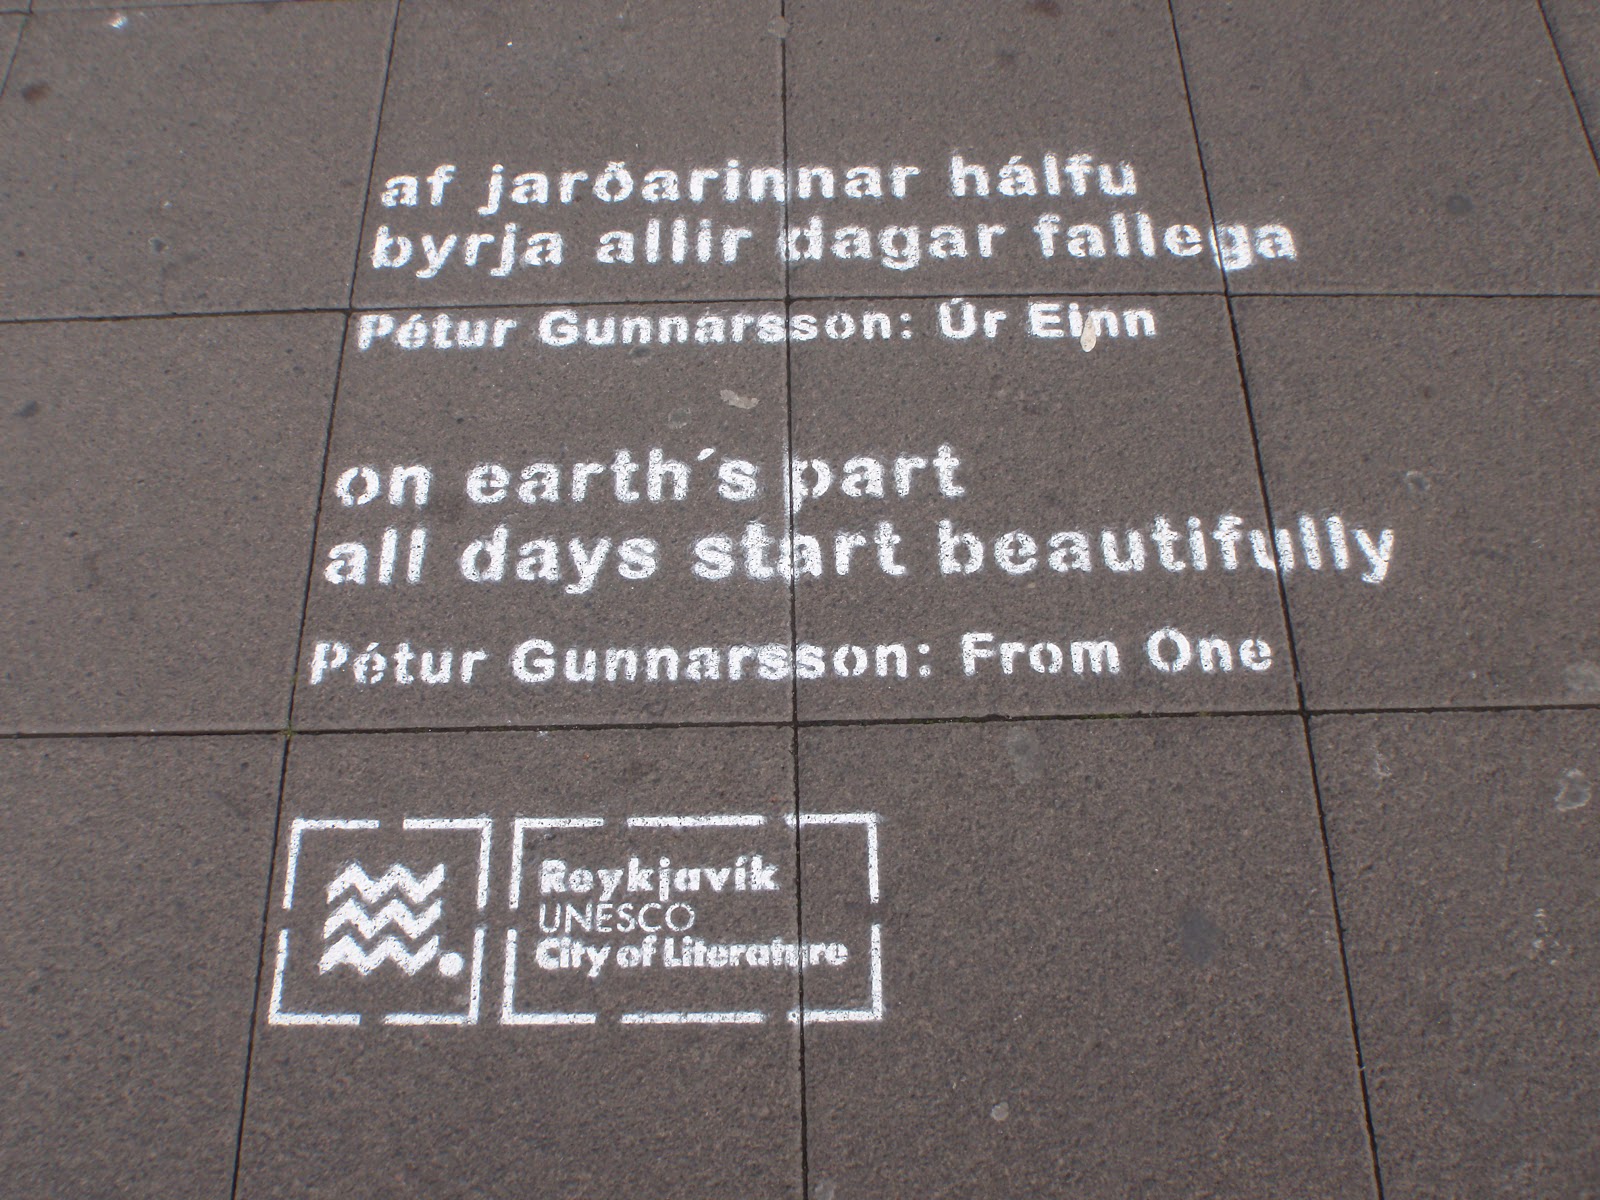 af jarðarinnar hálfu
byrja allir dagar fallega
Pétur Gunnarsson: Úr Einn
on earth´s part
all days start beautifully
Pétur Gunnarsson: From One
Reykjavík
UNESCO
City of Literature